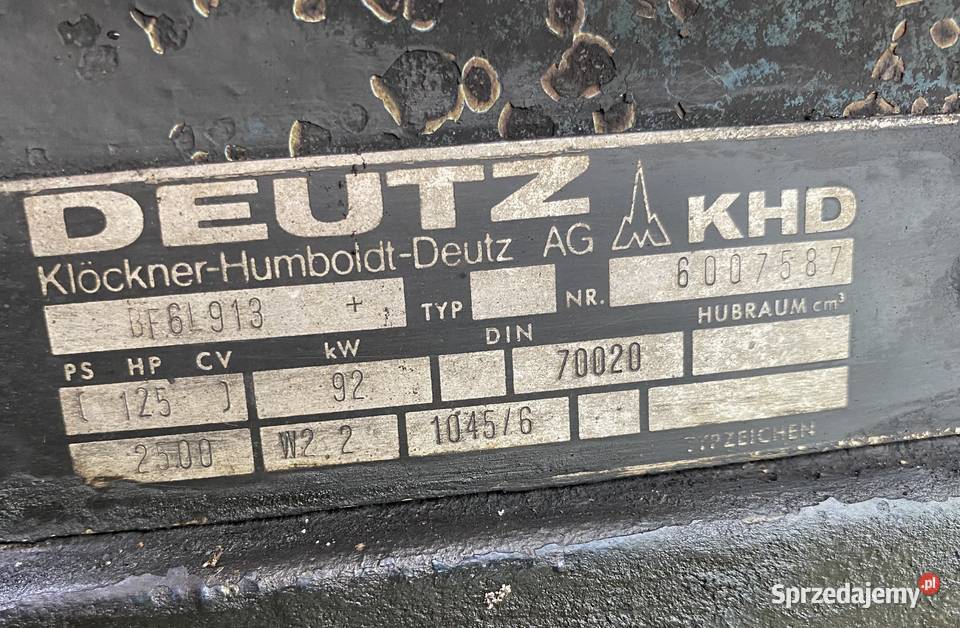 DEUTZ KHD
Klöckner-Humboldt-Deutz AG
BF6L913 + TYP NR. 6007587
PS HP CV kW DIN HUBRAUM cm³
[ 125 ] 92 70020
2500 W2.2 1045/6 TYPZEICHEN
Sprzedajemy.pl